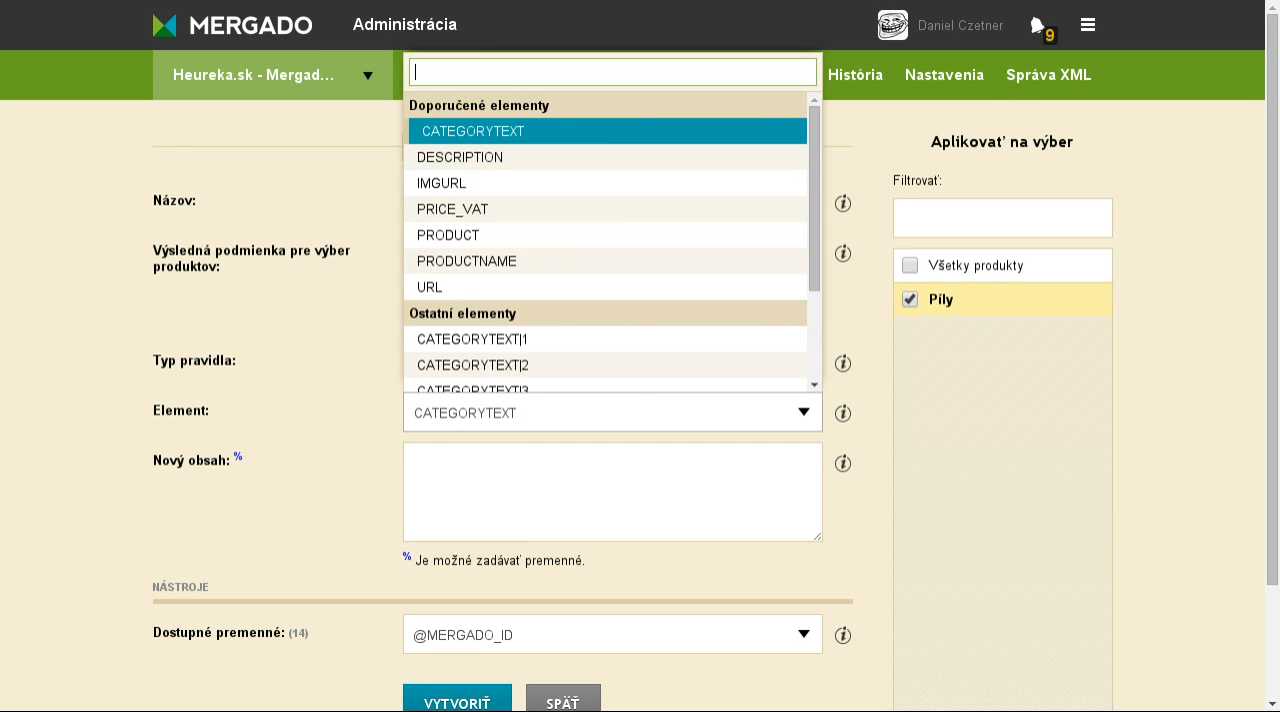 MERGADO
Administrácia
Daniel Czetner
9
Heureka.sk - Mergad...
História
Nastavenia
Správa XML
Doporučené elementy
CATEGORYTEXT
DESCRIPTION
IMGURL
PRICE_VAT
PRODUCT
PRODUCTNAME
URL
Ostatní elementy
CATEGORYTEXT|1
CATEGORYTEXT|2
CATEGORYTEXT|3
Názov:
Výsledná podmienka pre výber
produktov:
Typ pravidla:
Element:
CATEGORYTEXT
Nový obsah: %
% Je možné zadávať premenné.
NÁSTROJE
Dostupné premenné: (14)
@MERGADO_ID
VYTVORIŤ
SPÄŤ
Aplikovať na výber
Filtrovať:
Všetky produkty
Píly